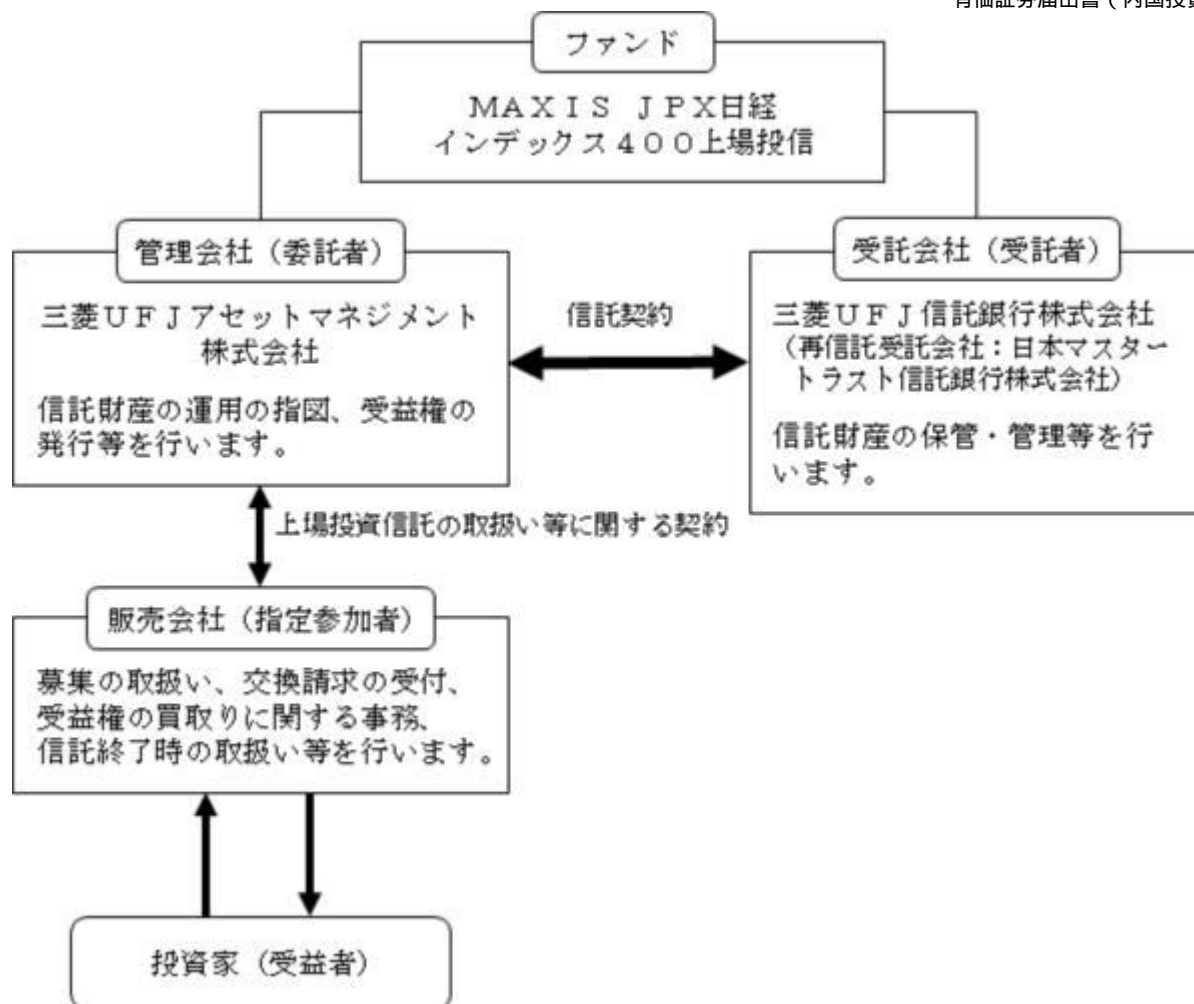 ファンド
ＭＡＸＩＳ ＪＰＸ日経
インデックス４００上場投信
管理会社（委託者）
三菱ＵＦＪアセットマネジメント
株式会社
信託財産の運用の指図、受益権の
発行等を行います。
信託契約
受託会社（受託者）
三菱ＵＦＪ信託銀行株式会社
（再信託受託会社：日本マスター
トラスト信託銀行株式会社）
信託財産の保管・管理等を行
います。
上場投資信託の取扱い等に関する契約
販売会社（指定参加者）
募集の取扱い、交換請求の受付、
受益権の買取りに関する事務、
信託終了時の取扱い等を行います。
投資家（受益者）